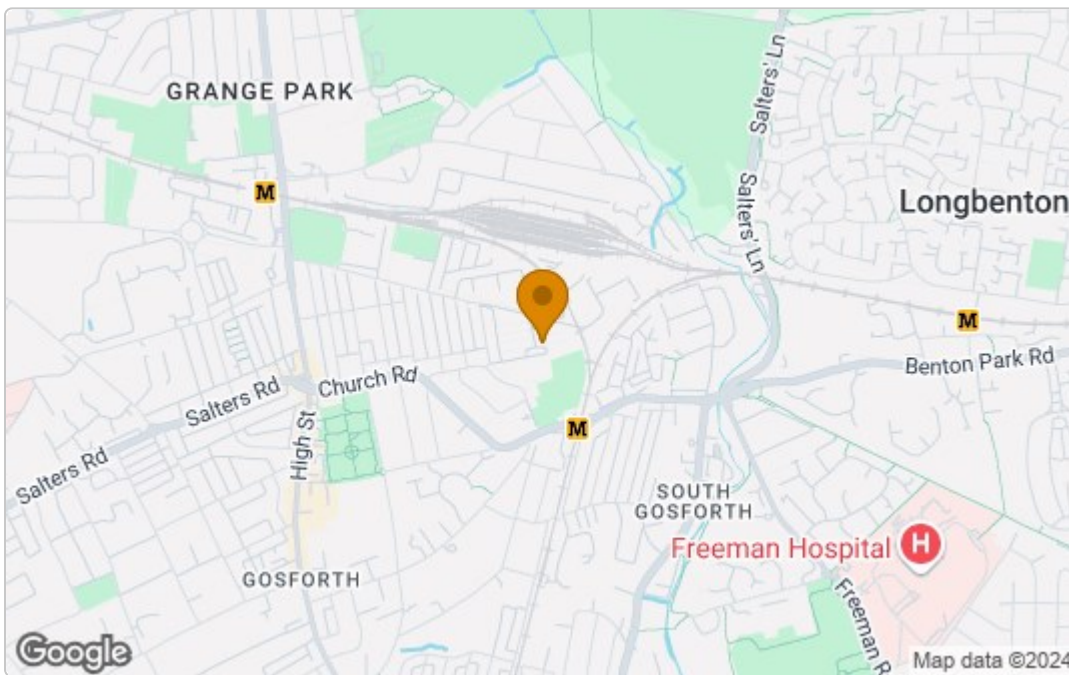 GRANGE PARK
Salters' Ln
Salters' Ln
M
Longbenton
M
Benton Park Rd
Church Rd
Salters Rd
High St
Salters Rd
M
SOUTH
GOSFORTH
Freeman Hospital
H
GOSFORTH
Freeman R
Google
Map data ©2024